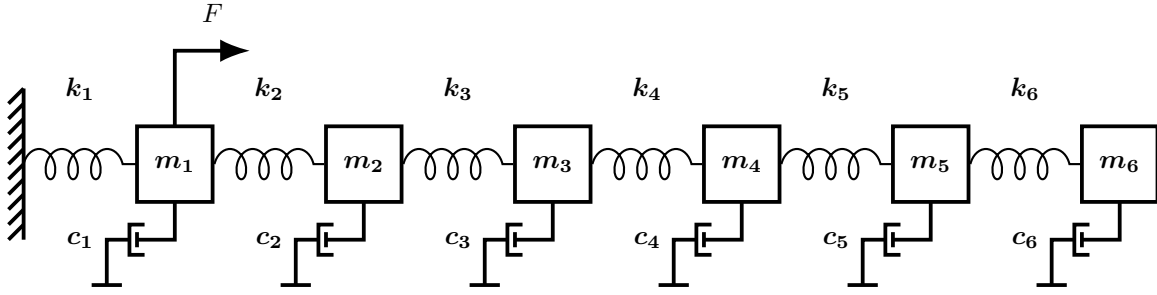 F
k₁ k₂ k₃ k₄ k₅ k₆
m₁ m₂ m₃ m₄ m₅ m₆
c₁ c₂ c₃ c₄ c₅ c₆